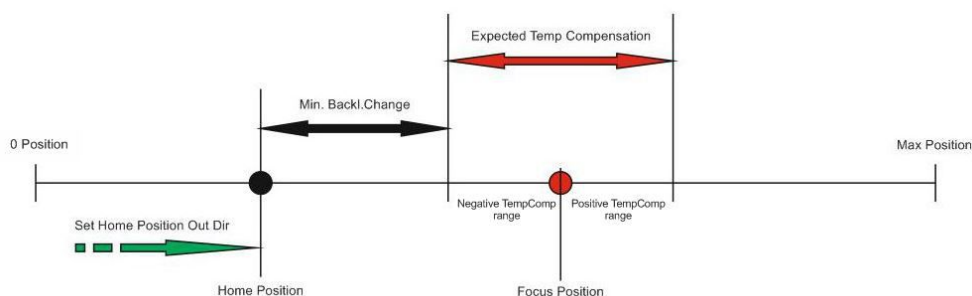 Expected Temp Compensation
Min. Backl.Change
0 Position
Max Position
Negative TempComp
range
Positive TempComp
range
Set Home Position Out Dir
Home Position
Focus Position